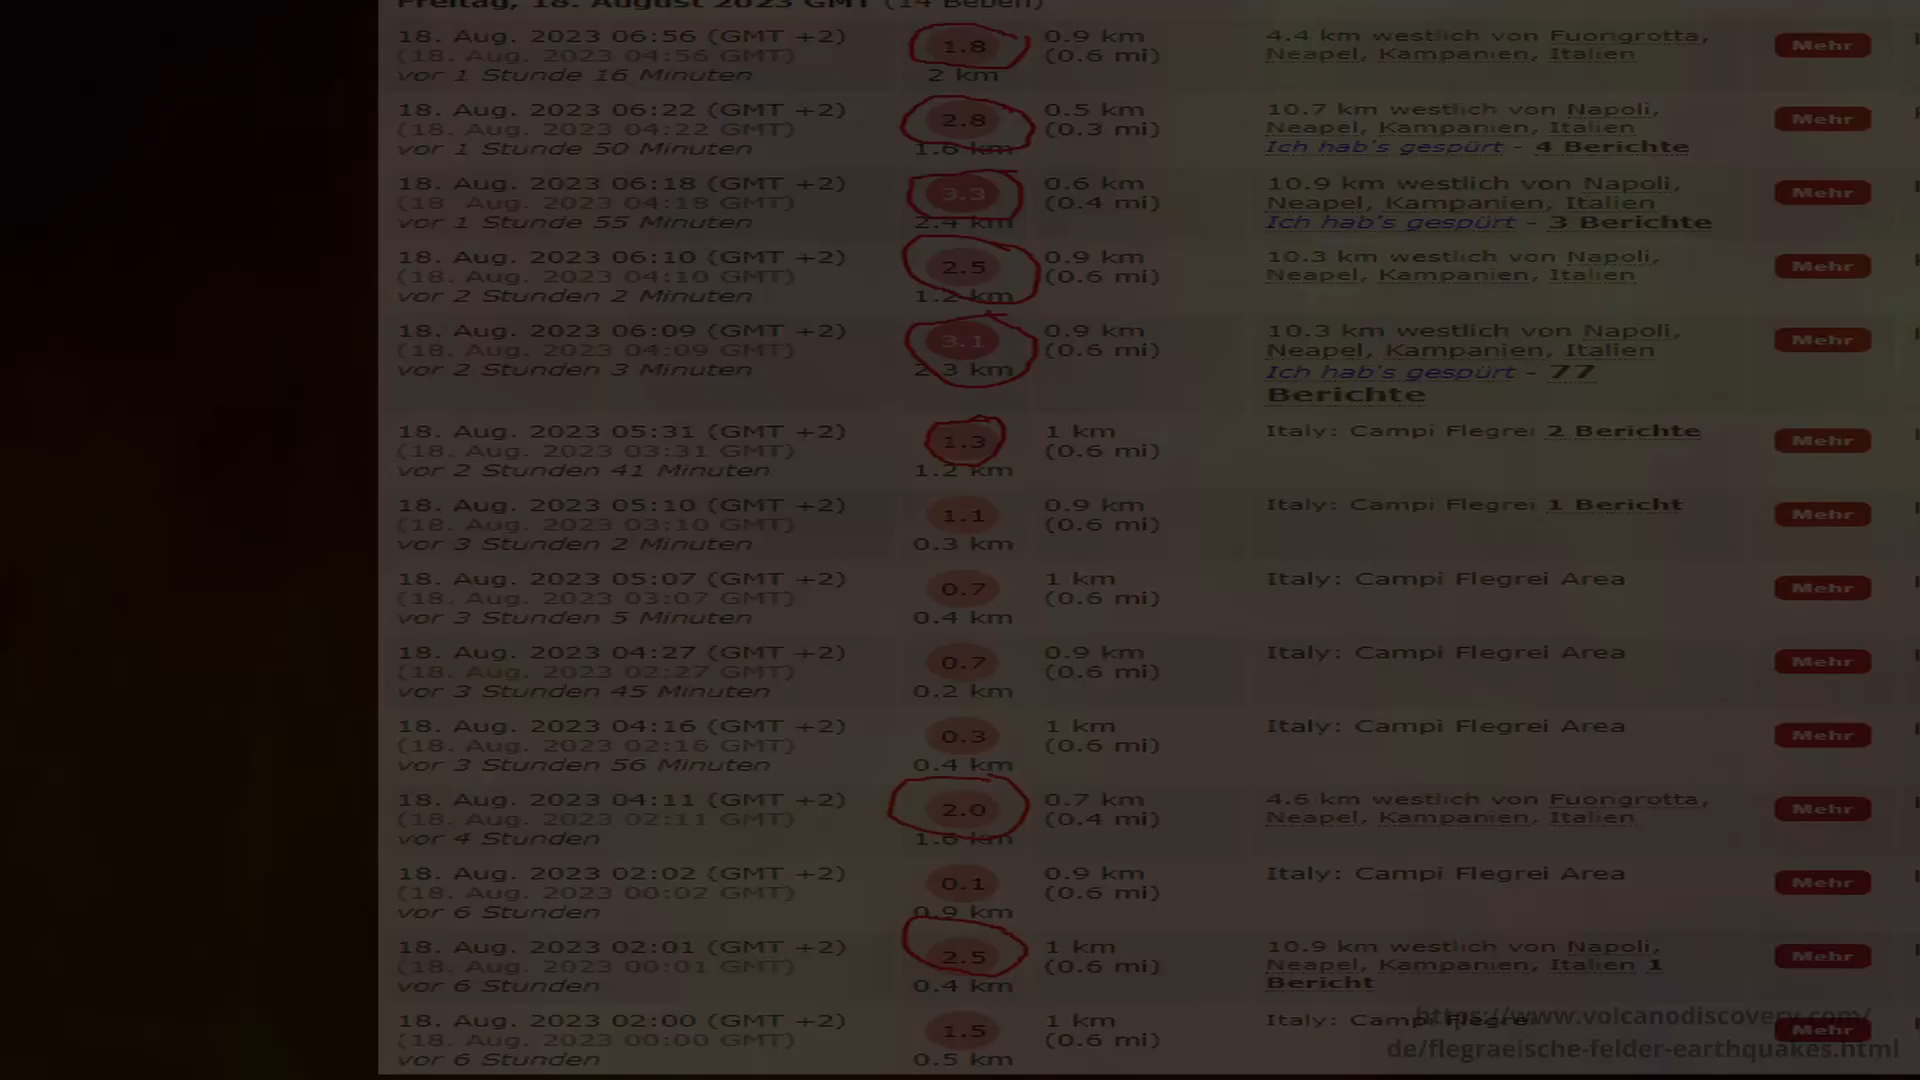 Freitag, 18. August 2023 GMT (14 Beben)
18. Aug. 2023 06:56 (GMT +2)
(18. Aug. 2023 04:56 GMT)
vor 1 Stunde 16 Minuten
1.8
2 km
0.9 km
(0.6 mi)
4.4 km westlich von Fuorigrotta,
Neapel, Kampanien, Italien
Mehr
18. Aug. 2023 06:22 (GMT +2)
(18. Aug. 2023 04:22 GMT)
vor 1 Stunde 50 Minuten
2.8
1.6 km
0.5 km
(0.3 mi)
10.7 km westlich von Napoli,
Neapel, Kampanien, Italien
Ich hab's gespürt - 4 Berichte
Mehr
18. Aug. 2023 06:18 (GMT +2)
(18. Aug. 2023 04:18 GMT)
vor 1 Stunde 55 Minuten
3.3
2.4 km
0.6 km
(0.4 mi)
10.9 km westlich von Napoli,
Neapel, Kampanien, Italien
Ich hab's gespürt - 3 Berichte
Mehr
18. Aug. 2023 06:10 (GMT +2)
(18. Aug. 2023 04:10 GMT)
vor 2 Stunden 2 Minuten
2.5
1.2 km
0.9 km
(0.6 mi)
10.3 km westlich von Napoli,
Neapel, Kampanien, Italien
Mehr
18. Aug. 2023 06:09 (GMT +2)
(18. Aug. 2023 04:09 GMT)
vor 2 Stunden 3 Minuten
3.1
2.3 km
0.9 km
(0.6 mi)
10.3 km westlich von Napoli,
Neapel, Kampanien, Italien
Ich hab's gespürt - 77
Berichte
Mehr
18. Aug. 2023 05:31 (GMT +2)
(18. Aug. 2023 03:31 GMT)
vor 2 Stunden 41 Minuten
1.3
1.2 km
1 km
(0.6 mi)
Italy: Campi Flegrei 2 Berichte
Mehr
18. Aug. 2023 05:10 (GMT +2)
(18. Aug. 2023 03:10 GMT)
vor 3 Stunden 2 Minuten
1.1
0.3 km
0.9 km
(0.6 mi)
Italy: Campi Flegrei 1 Bericht
Mehr
18. Aug. 2023 05:07 (GMT +2)
(18. Aug. 2023 03:07 GMT)
vor 3 Stunden 5 Minuten
0.7
0.4 km
1 km
(0.6 mi)
Italy: Campi Flegrei Area
Mehr
18. Aug. 2023 04:27 (GMT +2)
(18. Aug. 2023 02:27 GMT)
vor 3 Stunden 45 Minuten
0.7
0.2 km
0.9 km
(0.6 mi)
Italy: Campi Flegrei Area
Mehr
18. Aug. 2023 04:16 (GMT +2)
(18. Aug. 2023 02:16 GMT)
vor 3 Stunden 56 Minuten
0.3
0.4 km
1 km
(0.6 mi)
Italy: Campi Flegrei Area
Mehr
18. Aug. 2023 04:11 (GMT +2)
(18. Aug. 2023 02:11 GMT)
vor 4 Stunden
2.0
1.6 km
0.7 km
(0.4 mi)
4.6 km westlich von Fuorigrotta,
Neapel, Kampanien, Italien
Mehr
18. Aug. 2023 02:02 (GMT +2)
(18. Aug. 2023 00:02 GMT)
vor 6 Stunden
0.1
0.9 km
0.9 km
(0.6 mi)
Italy: Campi Flegrei Area
Mehr
18. Aug. 2023 02:01 (GMT +2)
(18. Aug. 2023 00:01 GMT)
vor 6 Stunden
2.5
0.4 km
1 km
(0.6 mi)
10.9 km westlich von Napoli,
Neapel, Kampanien, Italien 1
Bericht
Mehr
18. Aug. 2023 02:00 (GMT +2)
(18. Aug. 2023 00:00 GMT)
vor 6 Stunden
1.5
0.5 km
1 km
(0.6 mi)
Italy: Campi Flegrei
Mehr
https://www.volcanodiscovery.com/
de/flegraeische-felder-earthquakes.html